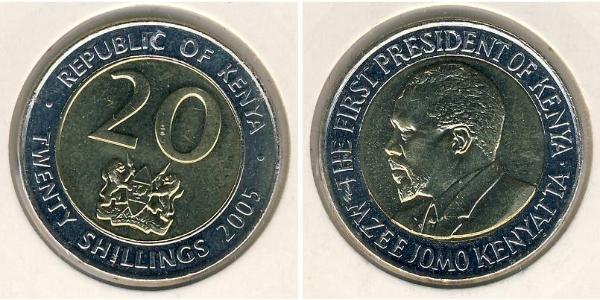 REPUBLIC OF KENYA
20
TWENTY SHILLINGS 2005
THE FIRST PRESIDENT OF KENYA
MZEE JOMO KENYATTA